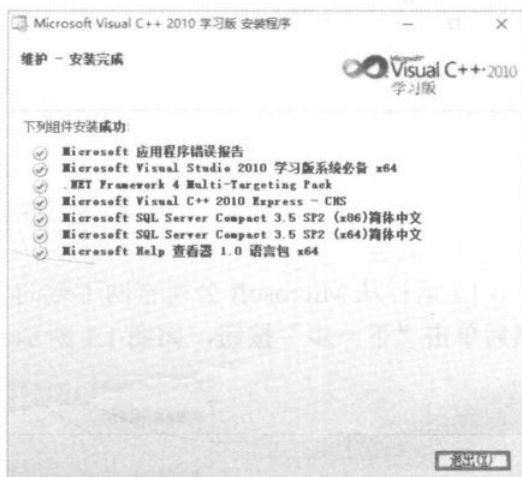 Microsoft Visual C++ 2010 学习版 安装程序
维护 - 安装完成
Microsoft
Visual C++ 2010
学习版
下列组件安装成功:
Microsoft 应用程序错误报告
Microsoft Visual Studio 2010 学习版系统必备 x64
.NET Framework 4 Multi-Targeting Pack
Microsoft Visual C++ 2010 Express - CHS
Microsoft SQL Server Compact 3.5 SP2 (x86)简体中文
Microsoft SQL Server Compact 3.5 SP2 (x64)简体中文
Microsoft Help 查看器 1.0 语言包 x64
退出(X)